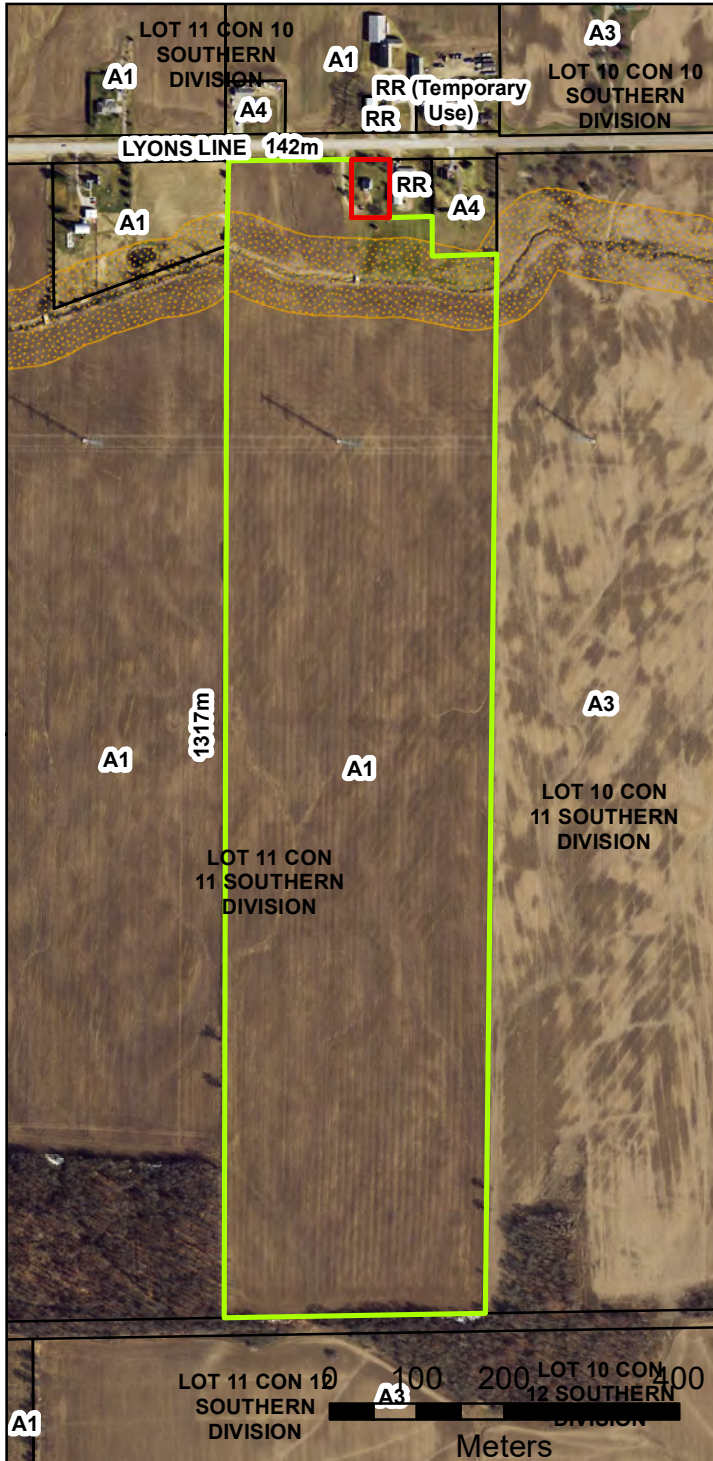 LOT 11 CON 10
SOUTHERN
DIVISION
A1
A3
A1
LOT 10 CON 10
SOUTHERN
DIVISION
RR (Temporary
Use)
A4
RR
LYONS LINE
142m
RR
A4
A1
1317m
A3
A1
A1
LOT 10 CON
11 SOUTHERN
DIVISION
LOT 11 CON
11 SOUTHERN
DIVISION
LOT 11 CON 12
SOUTHERN
DIVISION
LOT 10 CON
12 SOUTHERN
DIVISION
A3
A1
0 100 200 400
Meters